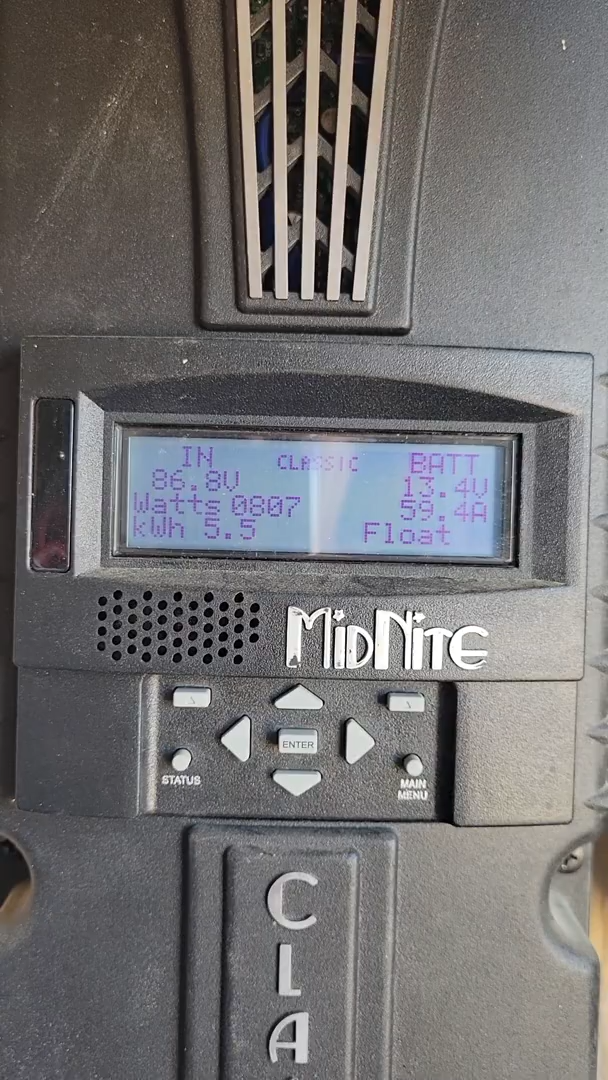 IN CLASSIC BATT
86.8V 13.4V
Watts 0807 59.4A
kWh 5.5 Float
MIDNITE
ENTER
STATUS
MAIN
MENU
C
L
A